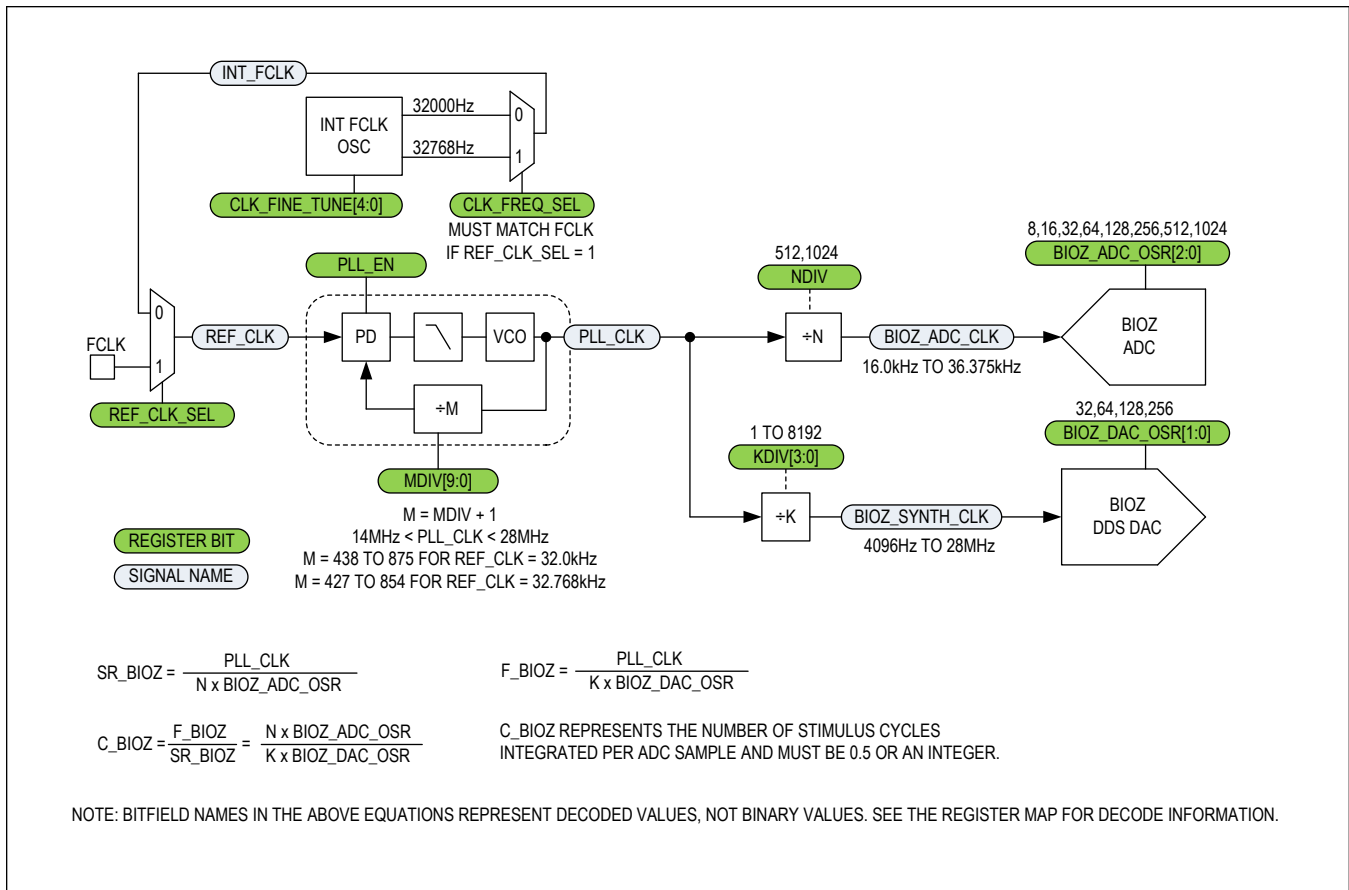 INT_FCLK
INT FCLK
OSC
32000Hz
32768Hz
0
1
CLK_FINE_TUNE[4:0]
CLK_FREQ_SEL
MUST MATCH FCLK
IF REF_CLK_SEL = 1
PLL_EN
0
1
FCLK
REF_CLK
REF_CLK_SEL
PD
VCO
÷M
PLL_CLK
MDIV[9:0]
M = MDIV + 1
14MHz < PLL_CLK < 28MHz
M = 438 TO 875 FOR REF_CLK = 32.0kHz
M = 427 TO 854 FOR REF_CLK = 32.768kHz
512,1024
NDIV
÷N
BIOZ_ADC_CLK
16.0kHz TO 36.375kHz
8,16,32,64,128,256,512,1024
BIOZ_ADC_OSR[2:0]
BIOZ
ADC
1 TO 8192
KDIV[3:0]
÷K
BIOZ_SYNTH_CLK
4096Hz TO 28MHz
32,64,128,256
BIOZ_DAC_OSR[1:0]
BIOZ
DDS DAC
REGISTER BIT
SIGNAL NAME
SR_BIOZ = PLL_CLK / N x BIOZ_ADC_OSR
F_BIOZ = PLL_CLK / K x BIOZ_DAC_OSR
C_BIOZ = F_BIOZ / SR_BIOZ = N x BIOZ_ADC_OSR / K x BIOZ_DAC_OSR
C_BIOZ REPRESENTS THE NUMBER OF STIMULUS CYCLES
INTEGRATED PER ADC SAMPLE AND MUST BE 0.5 OR AN INTEGER.
NOTE: BITFIELD NAMES IN THE ABOVE EQUATIONS REPRESENT DECODED VALUES, NOT BINARY VALUES. SEE THE REGISTER MAP FOR DECODE INFORMATION.